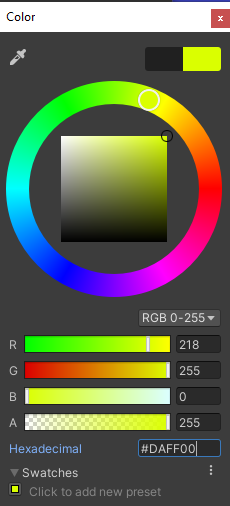 Color
x
RGB 0-255
R 218
G 255
B 0
A 255
Hexadecimal #DAFF00
Swatches
Click to add new preset